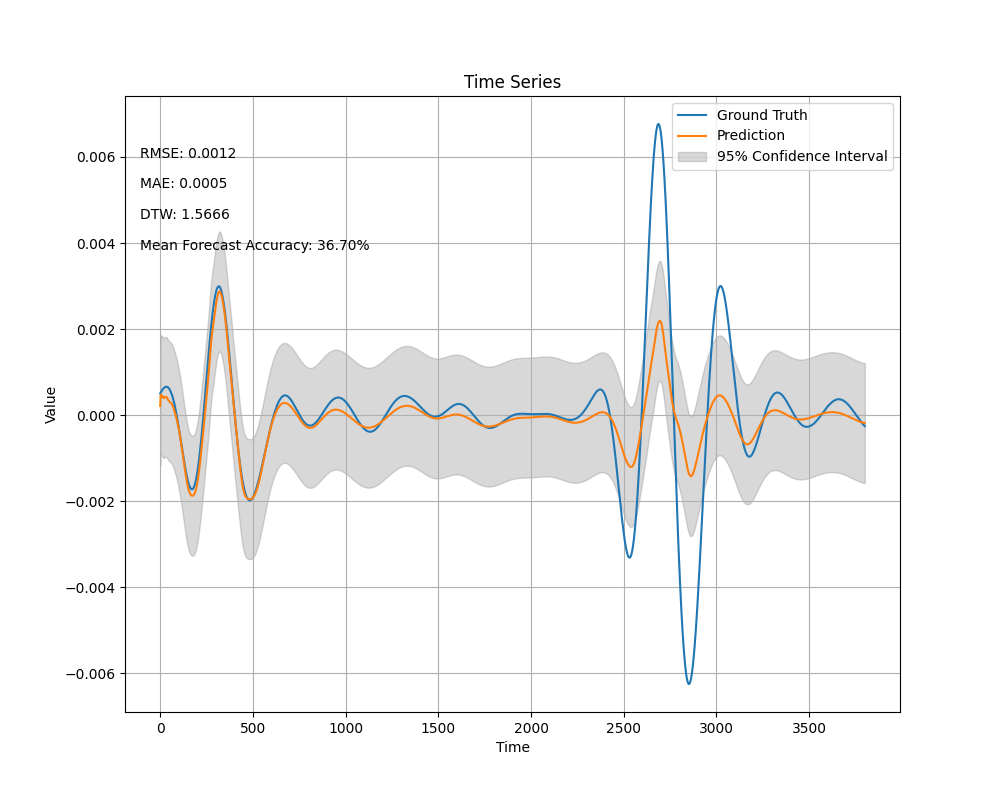 Time Series
Ground Truth
Prediction
95% Confidence Interval
RMSE: 0.0012
MAE: 0.0005
DTW: 1.5666
Mean Forecast Accuracy: 36.70%
0.006
0.004
0.002
0.000
−0.002
−0.004
−0.006
Value
0 500 1000 1500 2000 2500 3000 3500
Time